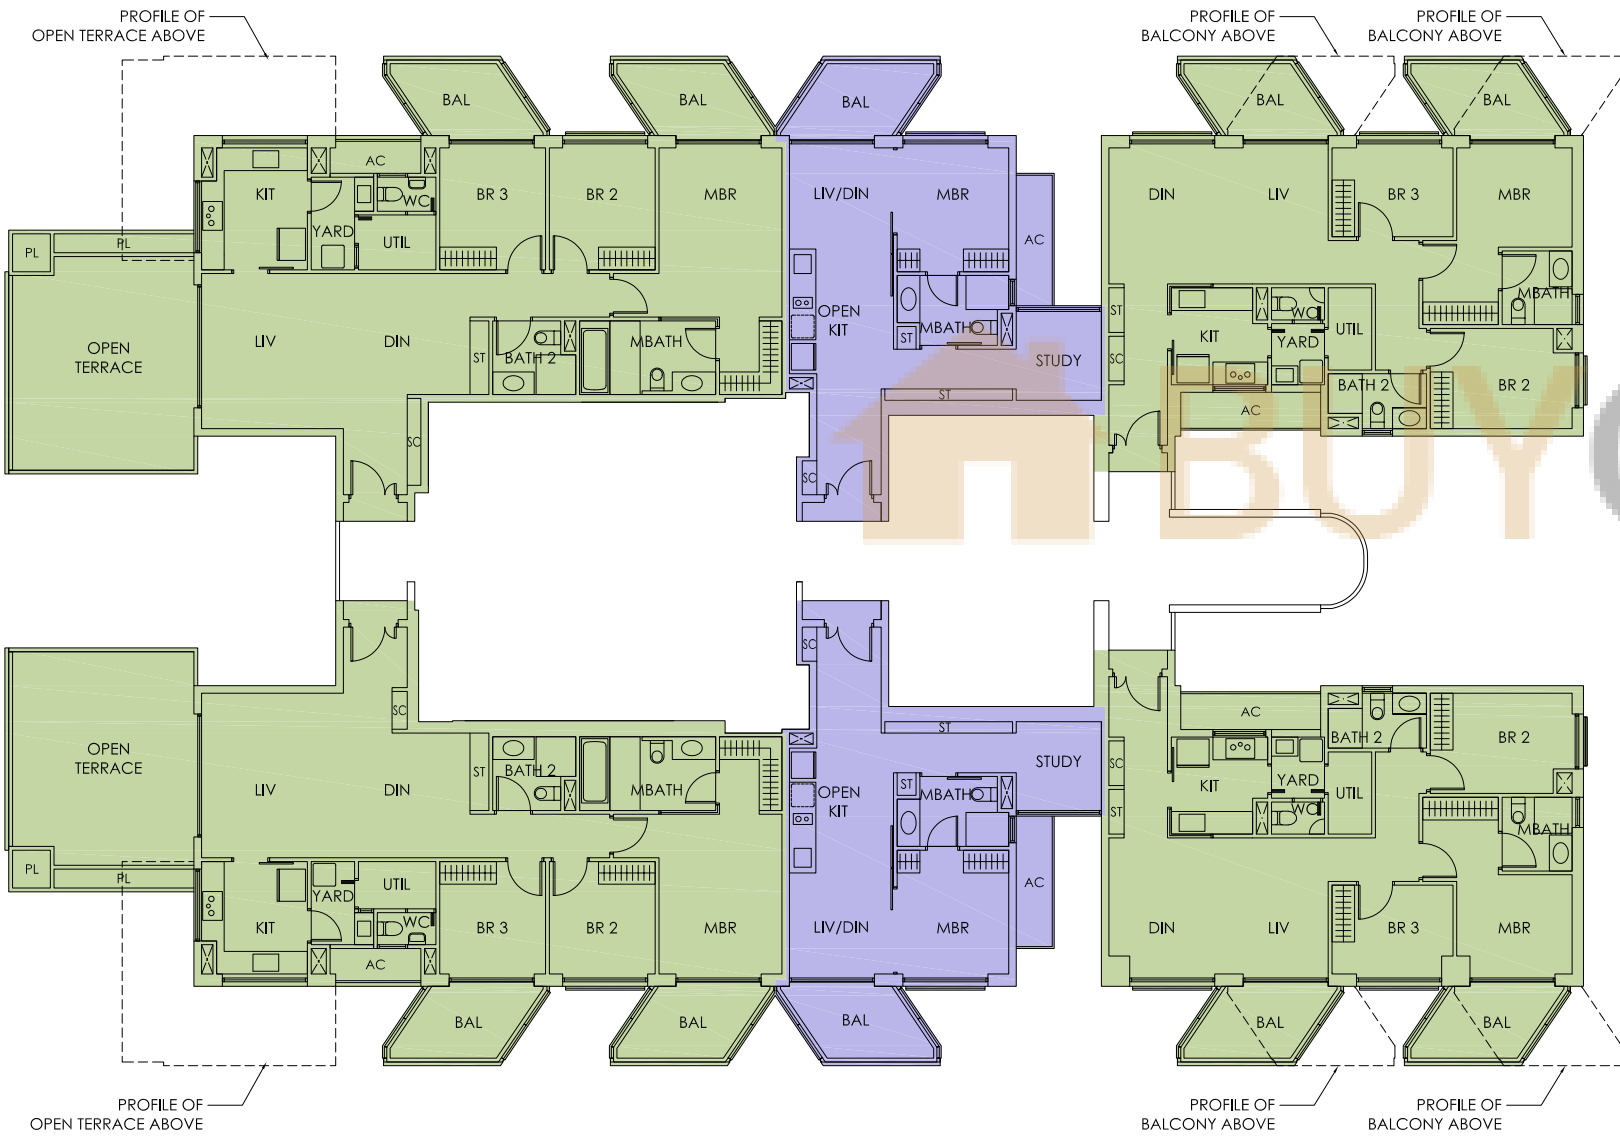 PROFILE OF
OPEN TERRACE ABOVE
PROFILE OF
BALCONY ABOVE
PROFILE OF
BALCONY ABOVE
BAL
BAL
BAL
BAL
BAL
AC
KIT
WC
YARD
UTIL
BR 3
BR 2
MBR
LIV/DIN
MBR
AC
DIN
LIV
BR 3
MBR
PL
PL
OPEN
TERRACE
LIV
DIN
ST
BATH 2
MBATH
OPEN
KIT
MBATH
ST
STUDY
ST
ST
SC
KIT
WC
YARD
UTIL
MBATH
BATH 2
BR 2
AC
SC
SC
BUY
SC
SC
OPEN
TERRACE
LIV
DIN
ST
BATH 2
MBATH
OPEN
KIT
ST
MBATH
ST
STUDY
SC
ST
AC
KIT
YARD
WC
UTIL
BATH 2
BR 2
MBATH
PL
PL
KIT
YARD
UTIL
WC
AC
BR 3
BR 2
MBR
LIV/DIN
MBR
AC
DIN
LIV
BR 3
MBR
BAL
BAL
BAL
BAL
BAL
PROFILE OF
OPEN TERRACE ABOVE
PROFILE OF
BALCONY ABOVE
PROFILE OF
BALCONY ABOVE